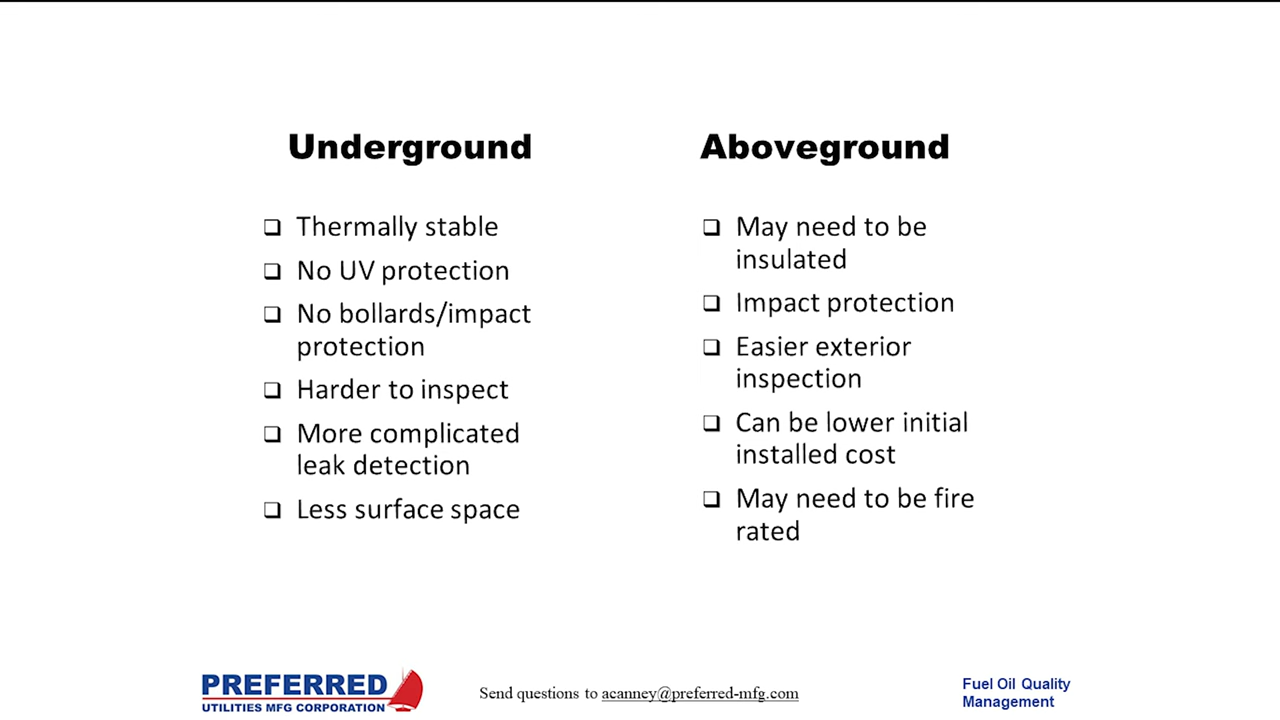 Underground
Thermally stable
No UV protection
No bollards/impact
protection
Harder to inspect
More complicated
leak detection
Less surface space
Aboveground
May need to be
insulated
Impact protection
Easier exterior
inspection
Can be lower initial
installed cost
May need to be fire
rated
PREFERRED
UTILITIES MFG CORPORATION
Send questions to acanney@preferred-mfg.com
Fuel Oil Quality
Management